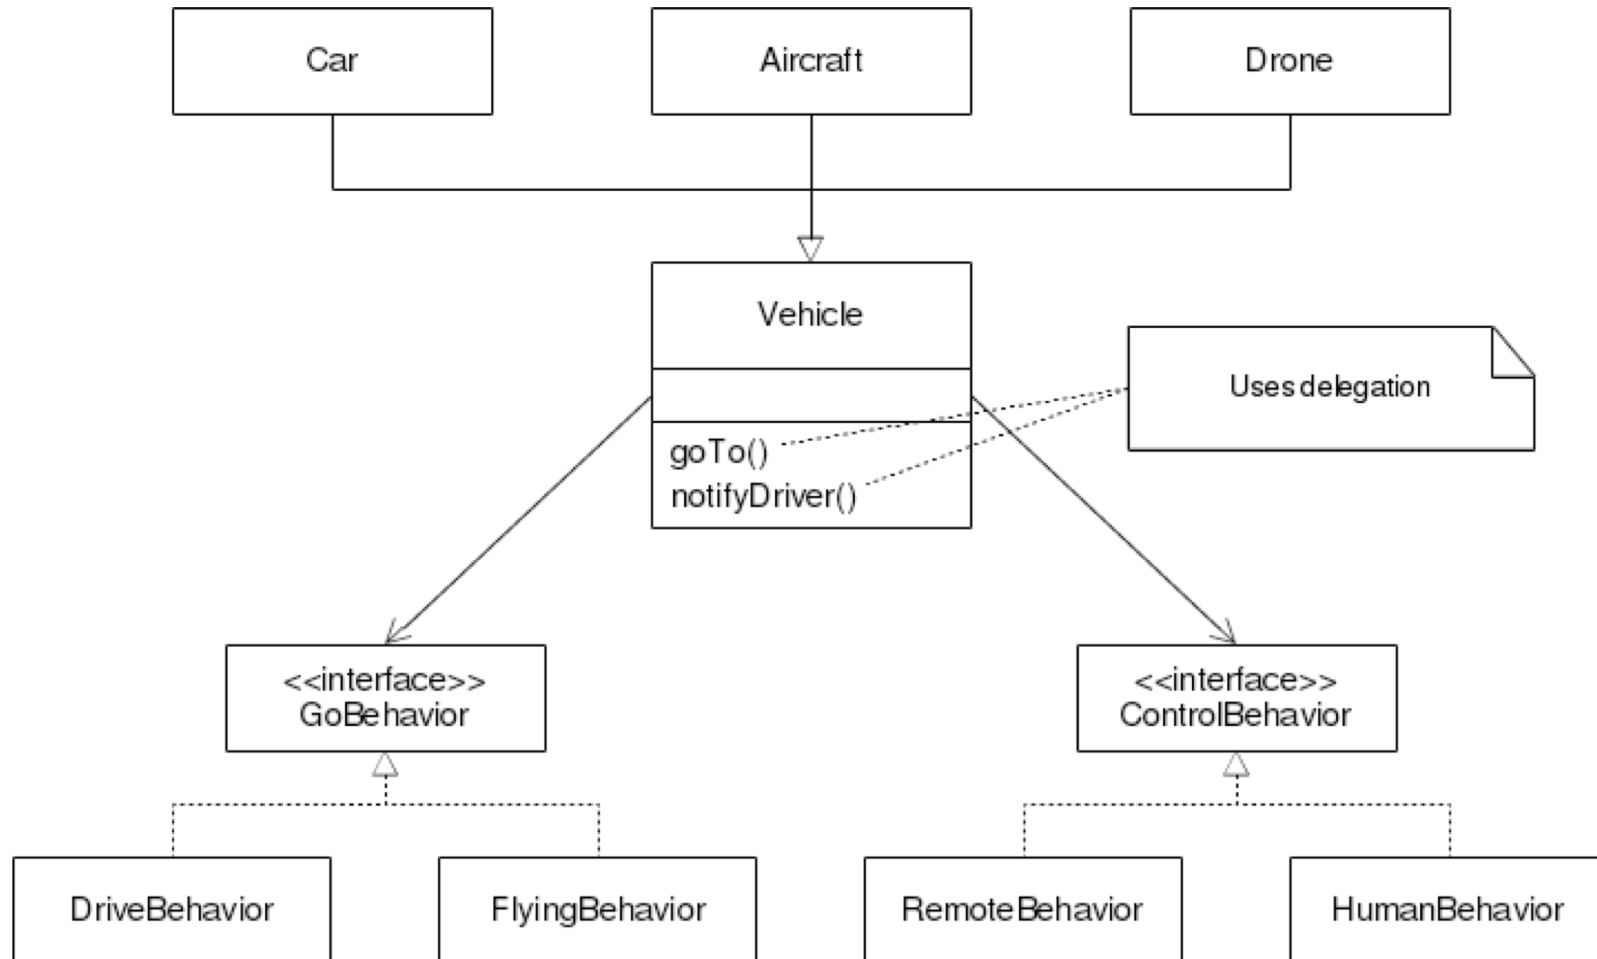 Car
Aircraft
Drone
Vehicle
Uses delegation
goTo()
notifyDriver()
<<interface>>
GoBehavior
<<interface>>
ControlBehavior
DriveBehavior
FlyingBehavior
RemoteBehavior
HumanBehavior